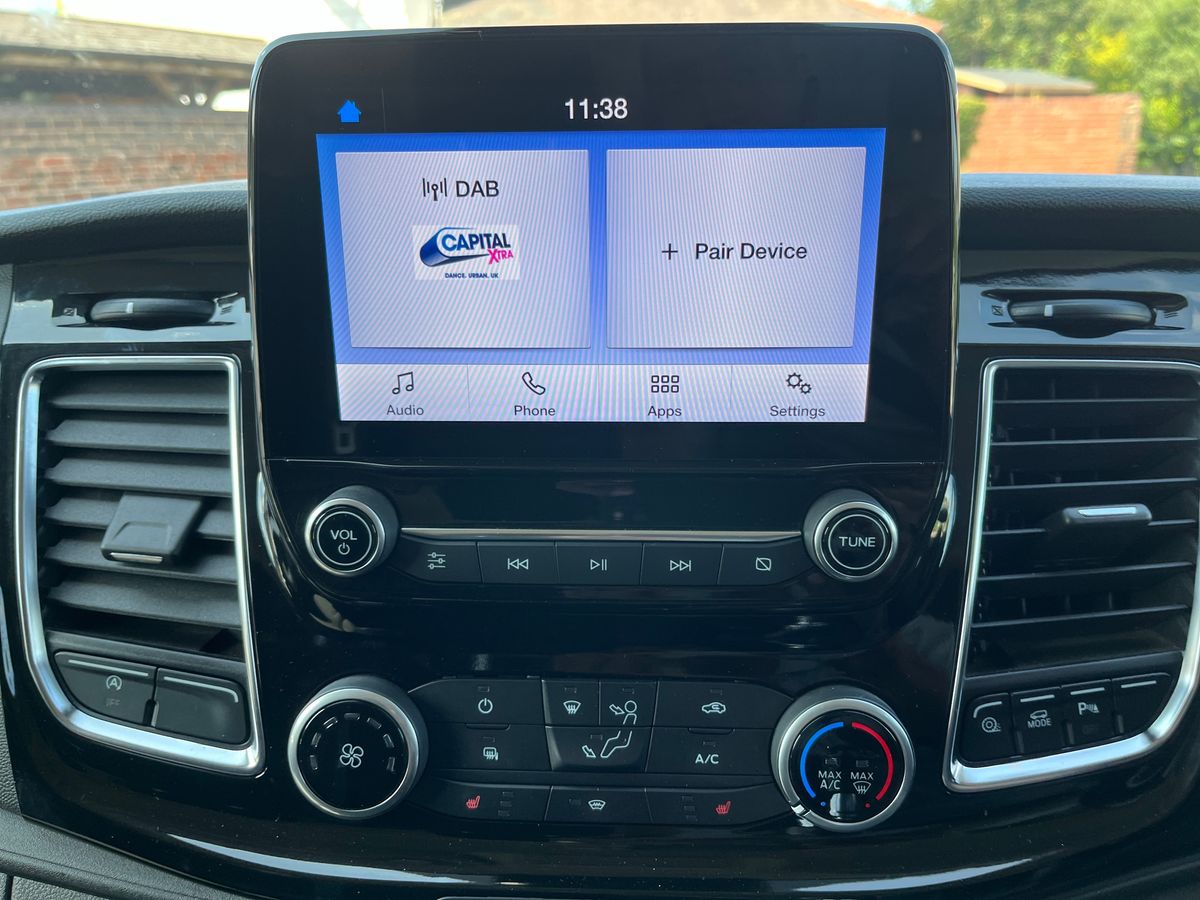 11:38
DAB
CAPITAL
XTRA
DANCE. URBAN. UK
+ Pair Device
Audio
Phone
Apps
Settings
VOL
TUNE
A
OFF
MODE
P
A/C
MAX
A/C
MAX